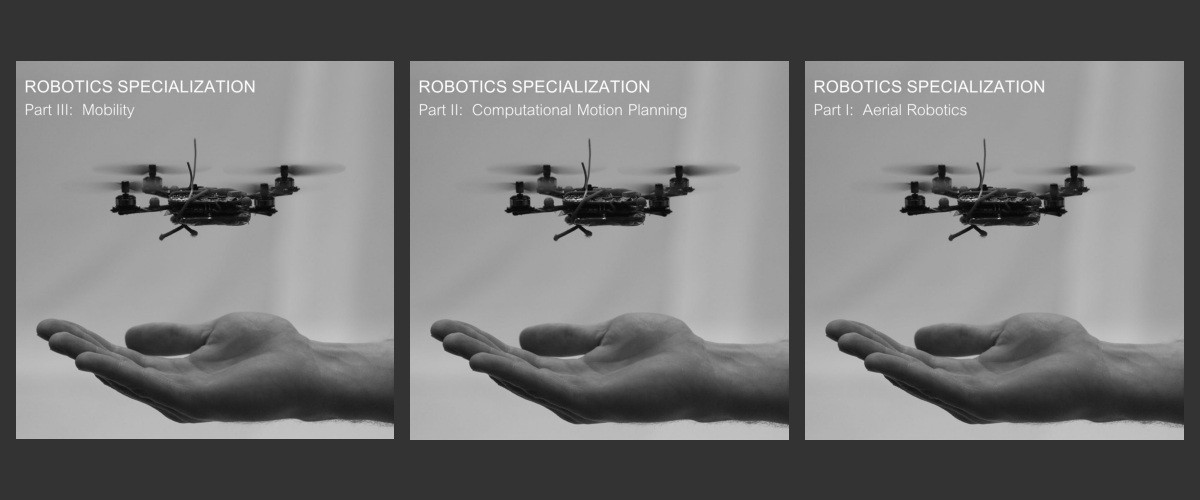 ROBOTICS SPECIALIZATION
Part III: Mobility
ROBOTICS SPECIALIZATION
Part II: Computational Motion Planning
ROBOTICS SPECIALIZATION
Part I: Aerial Robotics